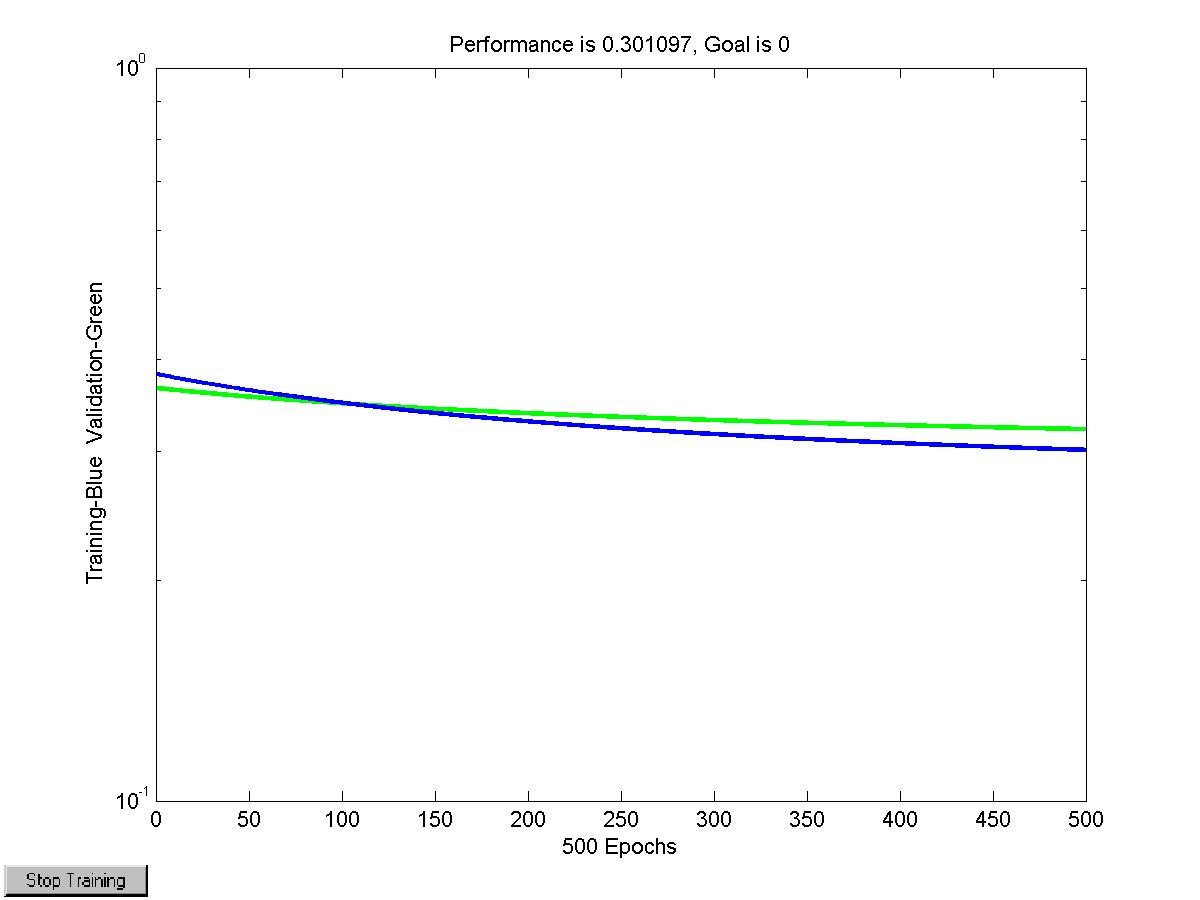 Performance is 0.301097, Goal is 0
10^0
Training-Blue  Validation-Green
10^-1
0 50 100 150 200 250 300 350 400 450 500
500 Epochs
Stop Training